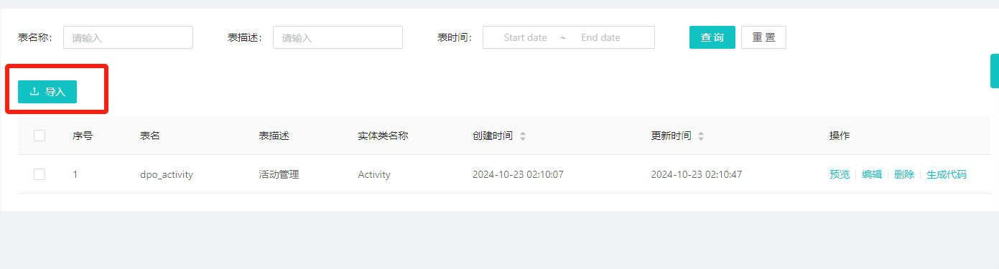 表名称: 请输入 表描述: 请输入 表时间: Start date ~ End date 查询 重置
导入
序号 表名 表描述 实体类名称 创建时间 更新时间 操作
1 dpo_activity 活动管理 Activity 2024-10-23 02:10:07 2024-10-23 02:10:47 预览 编辑 删除 生成代码